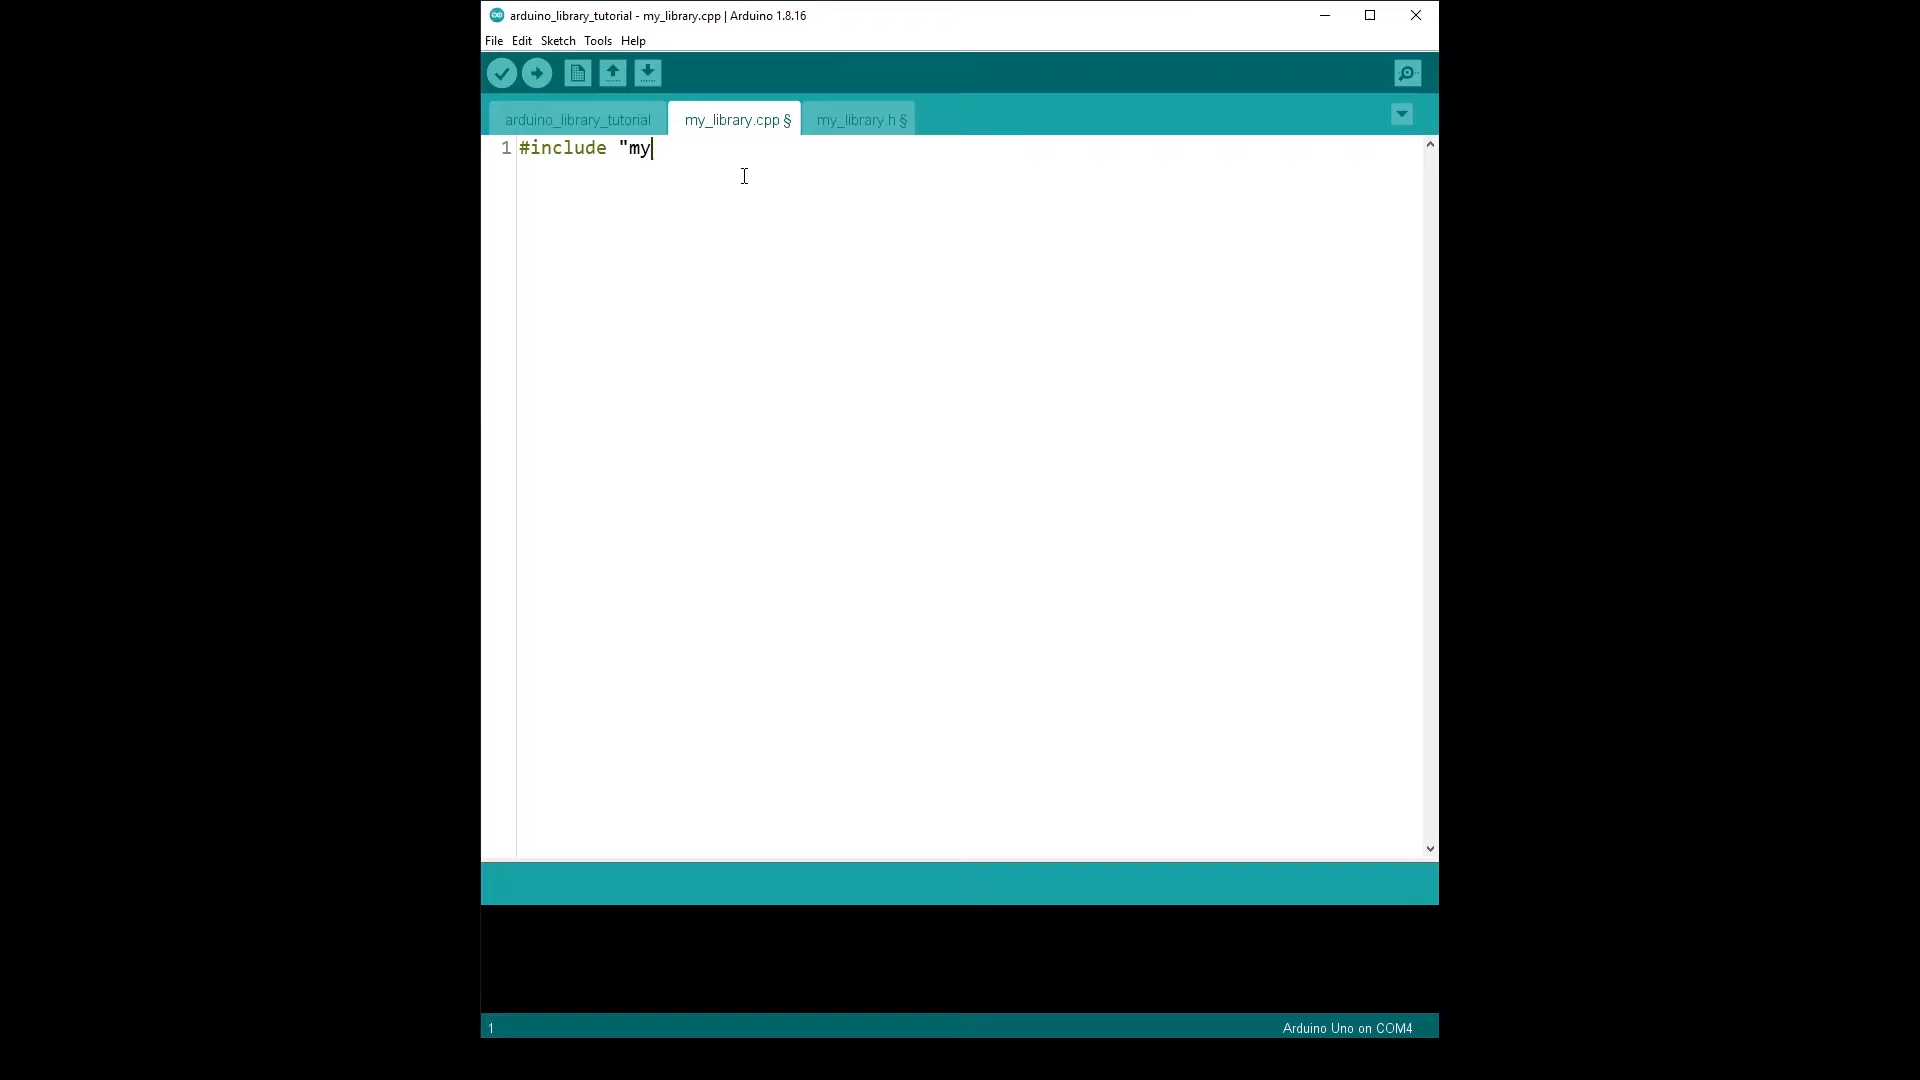 arduino_library_tutorial - my_library.cpp | Arduino 1.8.16
File Edit Sketch Tools Help
arduino_library_tutorial my_library.cpp § my_library.h §
1 #include "my
1 Arduino Uno on COM4